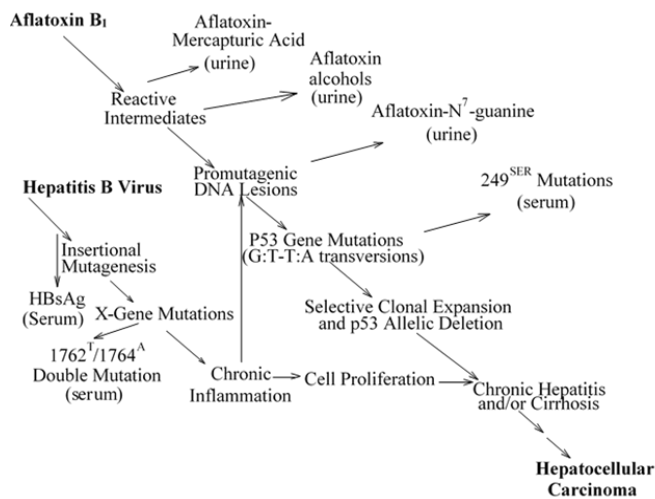 Aflatoxin B₁
Aflatoxin-
Mercapturic Acid
(urine)
Aflatoxin
alcohols
(urine)
Reactive
Intermediates
Aflatoxin-N⁷-guanine
(urine)
Promutagenic
DNA Lesions
Hepatitis B Virus
249ˢᴱᴿ Mutations
(serum)
P53 Gene Mutations
(G:T-T:A transversions)
Insertional
Mutagenesis
HBsAg
(Serum)
X-Gene Mutations
Selective Clonal Expansion
and p53 Allelic Deletion
1762ᵀ/1764ᴬ
Double Mutation
(serum)
Chronic
Inflammation
Cell Proliferation
Chronic Hepatitis
and/or Cirrhosis
Hepatocellular
Carcinoma